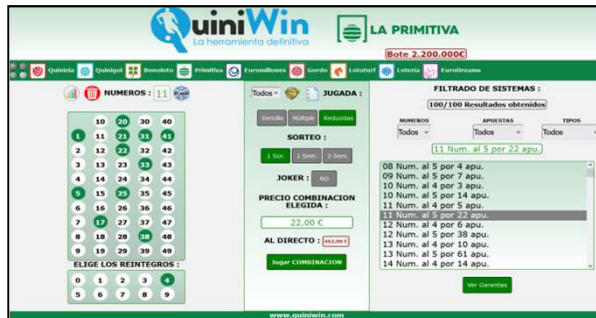 QuiniWin
La herramienta definitiva
LA PRIMITIVA
Bote 2.200.000€
Quiniela Quinigol Bonoloto Primitiva Euromillones Gordo Lototurf Loteria EuroDreams
NUMEROS : 11
10 20 30 40
1 11 21 31 41
2 12 22 32 42
3 13 23 33 43
4 14 24 34 44
5 15 25 35 45
6 16 26 36 46
7 17 27 37 47
8 18 28 38 48
9 19 29 39 49
ELIGE LOS REINTEGROS :
0 1 2 3 4
5 6 7 8 9
Todos JUGADA :
Sencilla Múltiple Reducidas
SORTEO :
1 Sor. 1 Sem. 2 Sem.
JOKER : NO
PRECIO COMBINACION
ELEGIDA :
22,00 €
AL DIRECTO : 462,00 €
Jugar COMBINACION
FILTRADO DE SISTEMAS :
100/100 Resultados obtenidos
NUMEROS APUESTAS TIPOS
Todos Todos Todos
11 Num. al 5 por 22 apu.
08 Num. al 5 por 4 apu.
09 Num. al 5 por 7 apu.
10 Num. al 4 por 3 apu.
10 Num. al 5 por 14 apu.
11 Num. al 4 por 5 apu.
11 Num. al 5 por 22 apu.
12 Num. al 4 por 6 apu.
12 Num. al 5 por 38 apu.
13 Num. al 4 por 10 apu.
13 Num. al 5 por 61 apu.
14 Num. al 4 por 14 apu.
Ver Garantias
www.quiniwin.com